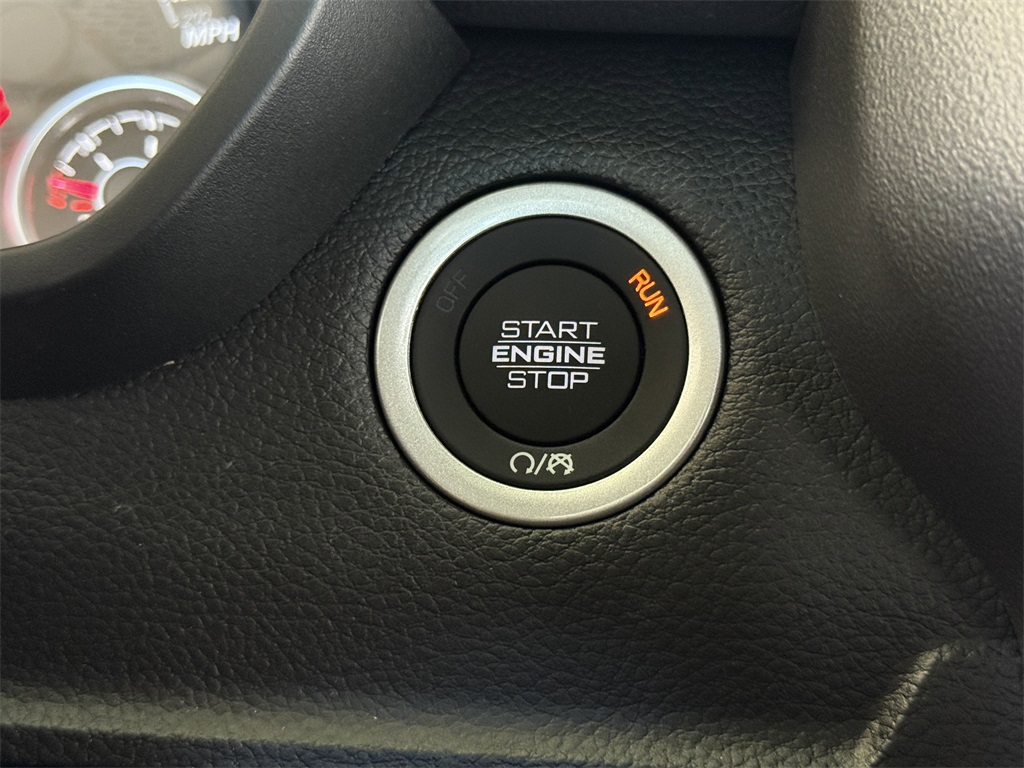 MPH
OFF
RUN
START
ENGINE
STOP